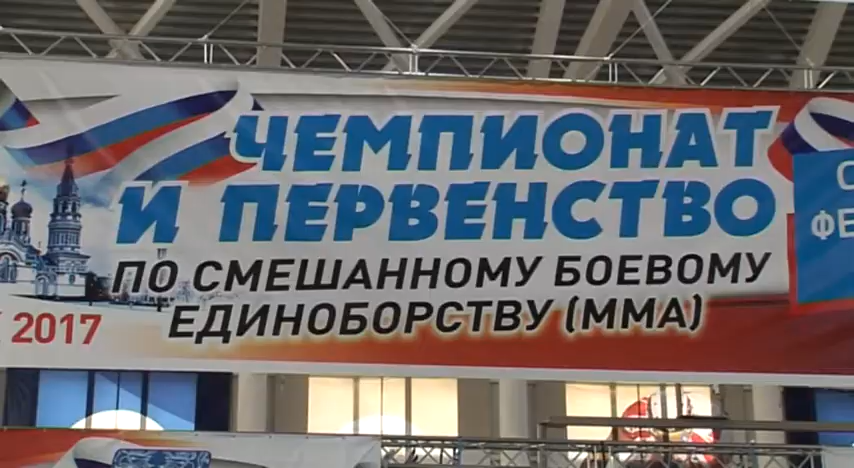 ЧЕМПИОНАТ
И ПЕРВЕНСТВО
ПО СМЕШАННОМУ БОЕВОМУ
ЕДИНОБОРСТВУ (ММА)
2017